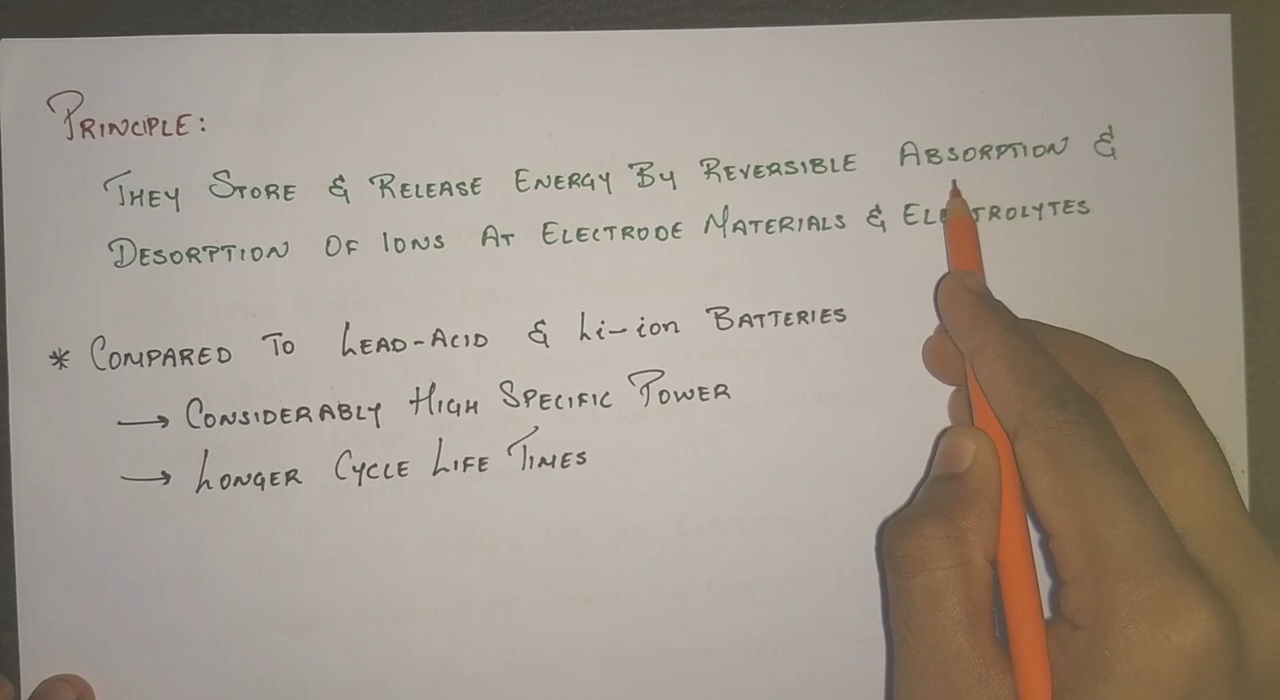 PRINCIPLE:
THEY STORE & RELEASE ENERGY BY REVERSIBLE ABSORPTION &
DESORPTION OF IONS AT ELECTRODE MATERIALS & ELECTROLYTES
* COMPARED TO LEAD-ACID & Li-ion BATTERIES
→ CONSIDERABLY HIGH SPECIFIC POWER
→ LONGER CYCLE LIFE TIMES